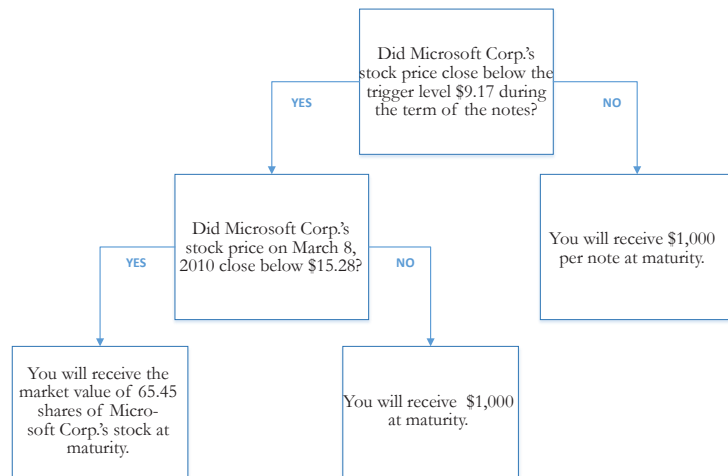 Did Microsoft Corp.'s
stock price close below the
trigger level $9.17 during
the term of the notes?
YES
NO
Did Microsoft Corp.'s
stock price on March 8,
2010 close below $15.28?
You will receive $1,000
per note at maturity.
YES
NO
You will receive the
market value of 65.45
shares of Micro-
soft Corp.'s stock at
maturity.
You will receive $1,000
at maturity.